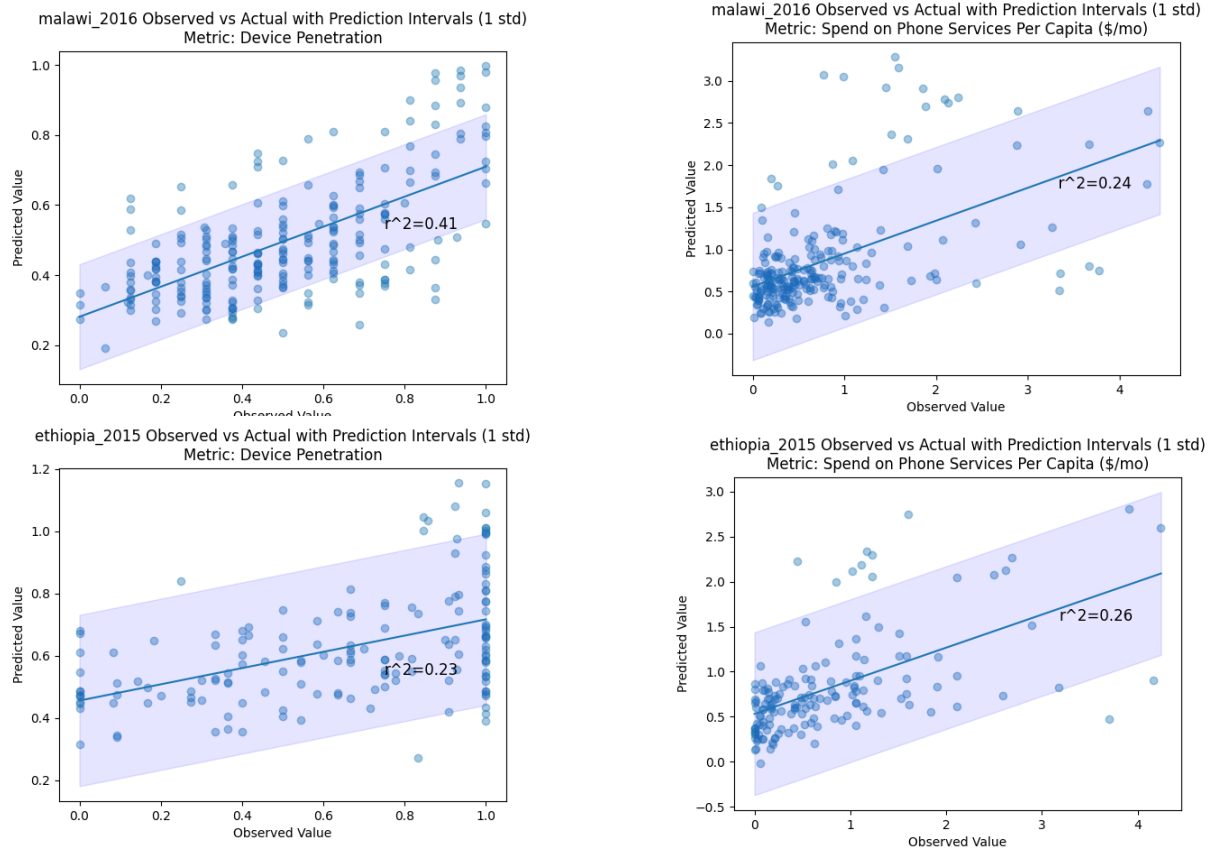 malawi_2016 Observed vs Actual with Prediction Intervals (1 std)
Metric: Device Penetration
1.0
0.8
0.6
0.4
0.2
Predicted Value
r^2=0.41
0.0 0.2 0.4 0.6 0.8 1.0
Observed Value
malawi_2016 Observed vs Actual with Prediction Intervals (1 std)
Metric: Spend on Phone Services Per Capita ($/mo)
3.0
2.5
2.0
1.5
1.0
0.5
0.0
Predicted Value
r^2=0.24
0 1 2 3 4
Observed Value
ethiopia_2015 Observed vs Actual with Prediction Intervals (1 std)
Metric: Device Penetration
1.2
1.0
0.8
0.6
0.4
0.2
Predicted Value
r^2=0.23
0.0 0.2 0.4 0.6 0.8 1.0
Observed Value
ethiopia_2015 Observed vs Actual with Prediction Intervals (1 std)
Metric: Spend on Phone Services Per Capita ($/mo)
3.0
2.5
2.0
1.5
1.0
0.5
0.0
−0.5
Predicted Value
r^2=0.26
0 1 2 3 4
Observed Value